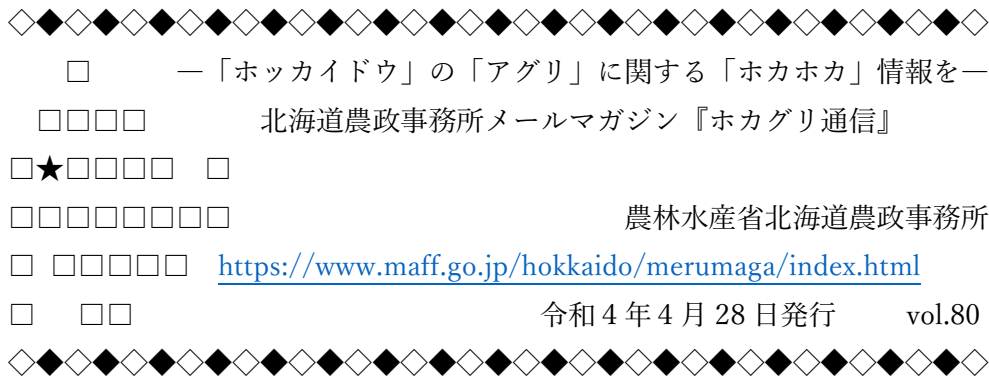 ◇◆◇◆◇◆◇◆◇◆◇◆◇◆◇◆◇◆◇◆◇◆◇◆◇◆◇◆◇◆◇◆◇◆◇
□ ―「ホッカイドウ」の「アグリ」に関する「ホカホカ」情報を―
□□□□ 北海道農政事務所メールマガジン『ホカグリ通信』
□★□□□□ □
□□□□□□□□ 農林水産省北海道農政事務所
□ □□□□□ https://www.maff.go.jp/hokkaido/merumaga/index.html
□ □□ 令和4年4月28日発行 vol.80
◇◆◇◆◇◆◇◆◇◆◇◆◇◆◇◆◇◆◇◆◇◆◇◆◇◆◇◆◇◆◇◆◇◆◇